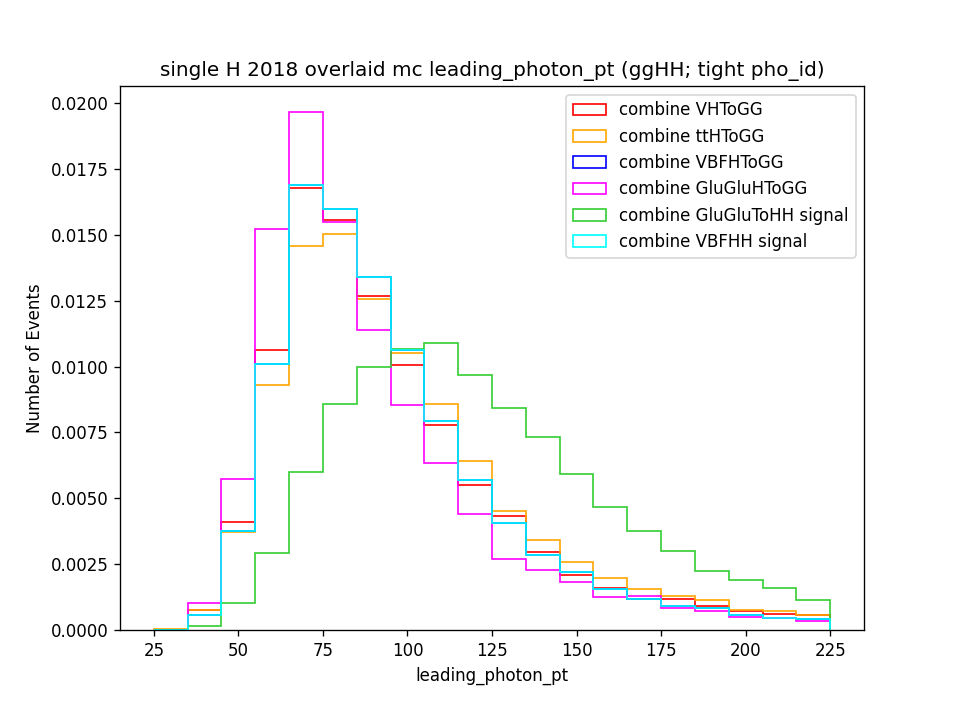 single H 2018 overlaid mc leading_photon_pt (ggHH; tight pho_id)
combine VHToGG
combine ttHToGG
combine VBFHToGG
combine GluGluHToGG
combine GluGluToHH signal
combine VBFHH signal
Number of Events
0.0200
0.0175
0.0150
0.0125
0.0100
0.0075
0.0050
0.0025
0.0000
25 50 75 100 125 150 175 200 225
leading_photon_pt